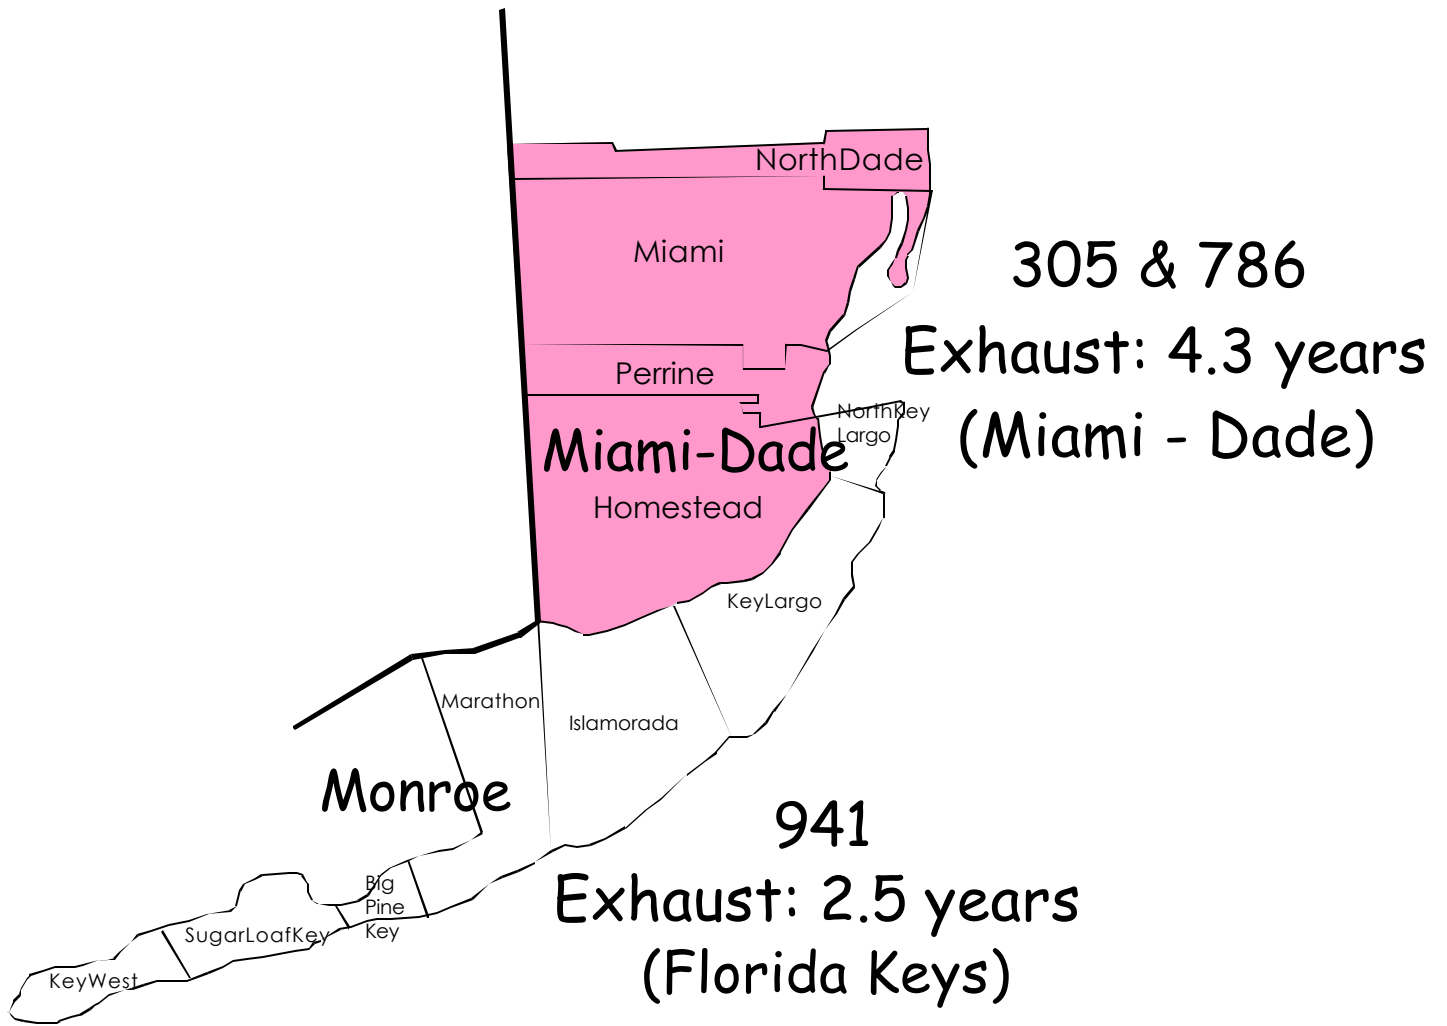 NorthDade
Miami
305 & 786
Exhaust: 4.3 years
(Miami - Dade)
Perrine
NorthKey
Largo
Miami-Dade
Homestead
KeyLargo
Marathon
Islamorada
Monroe
941
Exhaust: 2.5 years
(Florida Keys)
Big
Pine
Key
SugarLoafKey
KeyWest